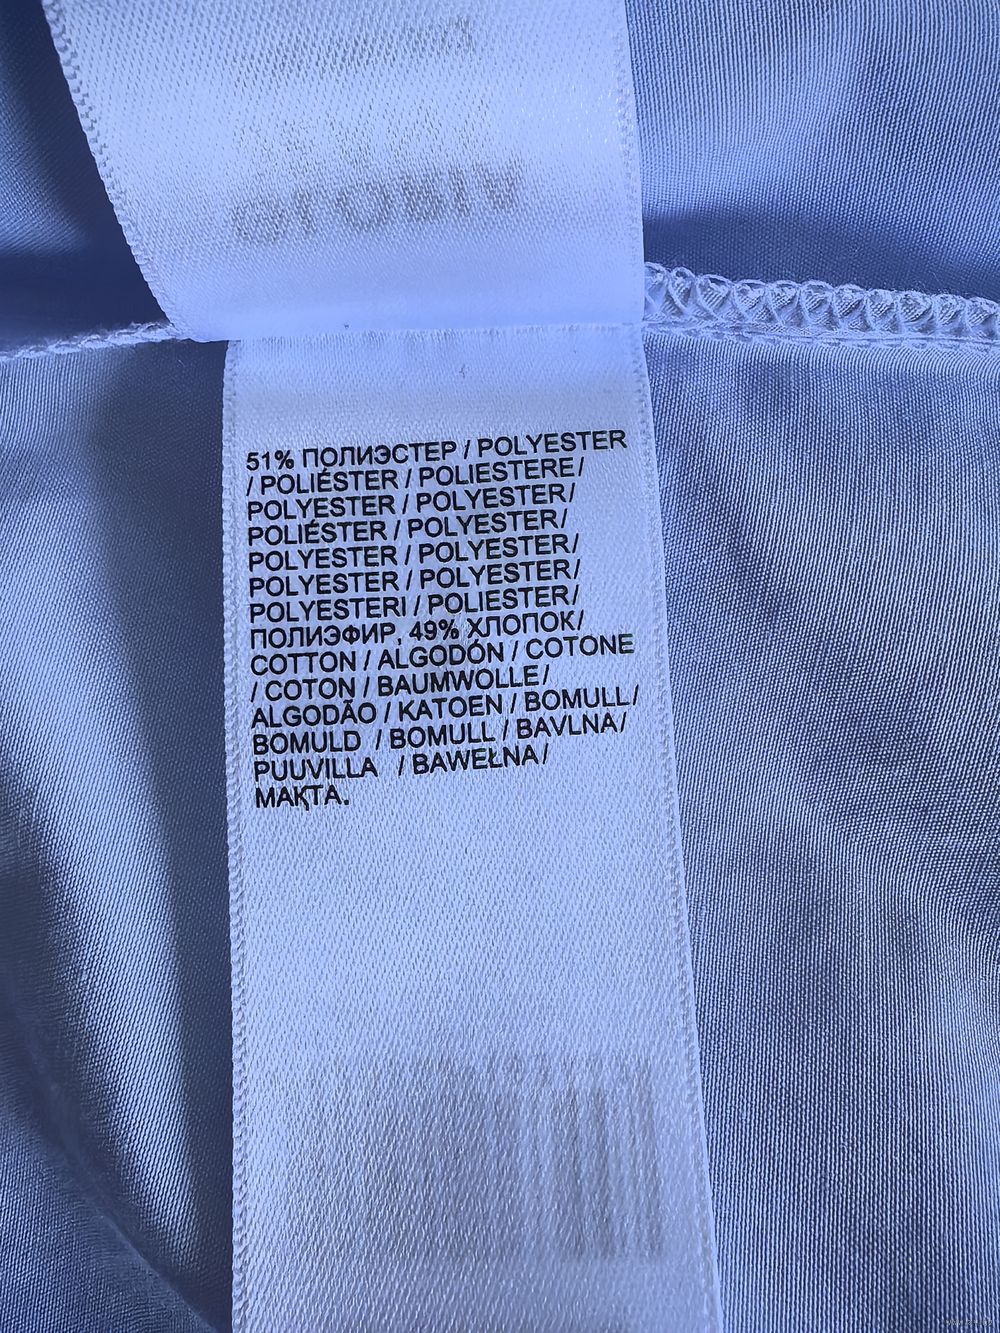 51% ПОЛИЭСТЕР / POLYESTER
/ POLIÉSTER / POLIESTERE /
POLYESTER / POLYESTER /
POLIÉSTER / POLYESTER /
POLYESTER / POLYESTER /
POLYESTER / POLYESTER /
POLYESTERI / POLIESTER /
ПОЛИЭФИР, 49% ХЛОПОК /
COTTON / ALGODÓN / COTONE
/ COTON / BAUMWOLLE /
ALGODÃO / KATOEN / BOMULL /
BOMULD / BOMULL / BAVLNA /
PUUVILLA / BAWEŁNA /
МАҚТА.